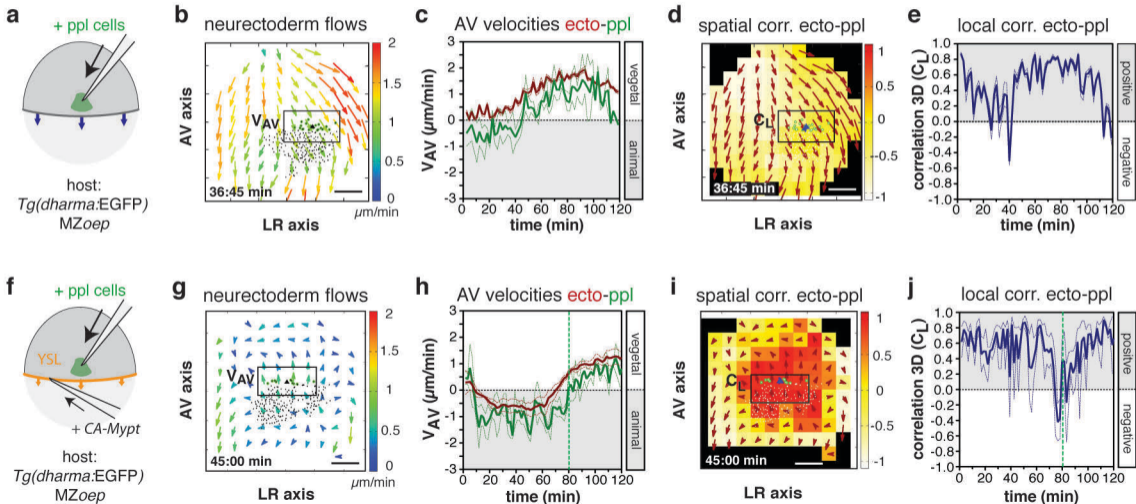 a
+ ppl cells
host:
Tg(dharma:EGFP)
MZoep
b
neurectoderm flows
AV axis
V_AV
36:45 min
LR axis
2
1.5
1
0.5
0
µm/min
c
AV velocities ecto-ppl
V_AV (µm/min)
3
2
1
0
-1
-2
-3
0 20 40 60 80 100 120
time (min)
vegetal
animal
d
spatial corr. ecto-ppl
AV axis
C_L
36:45 min
LR axis
1
0.5
0
-0.5
-1
e
local corr. ecto-ppl
correlation 3D (C_L)
1.0
0.8
0.6
0.4
0.2
0.0
-0.2
-0.4
-0.6
-0.8
-1.0
0 20 40 60 80 100 120
time (min)
positive
negative
f
+ ppl cells
YSL
+ CA-Mypt
host:
Tg(dharma:EGFP)
MZoep
g
neurectoderm flows
AV axis
V_AV
45:00 min
LR axis
2
1.5
1
0.5
0
µm/min
h
AV velocities ecto-ppl
V_AV (µm/min)
3
2
1
0
-1
-2
-3
0 20 40 60 80 100 120
time (min)
vegetal
animal
i
spatial corr. ecto-ppl
AV axis
C_L
45:00 min
LR axis
1
0.5
0
-0.5
-1
j
local corr. ecto-ppl
correlation 3D (C_L)
1.0
0.8
0.6
0.4
0.2
0.0
-0.2
-0.4
-0.6
-0.8
-1.0
0 20 40 60 80 100 120
time (min)
positive
negative